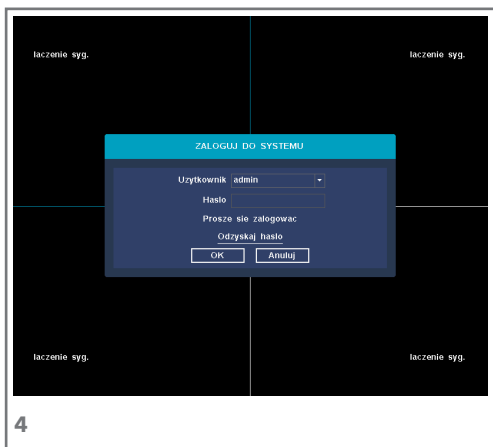 laczenie syg. laczenie syg.
ZALOGUJ DO SYSTEMU
Uzytkownik admin
Haslo
Prosze sie zalogowac
Odzyskaj haslo
OK Anuluj
laczenie syg. laczenie syg.
4